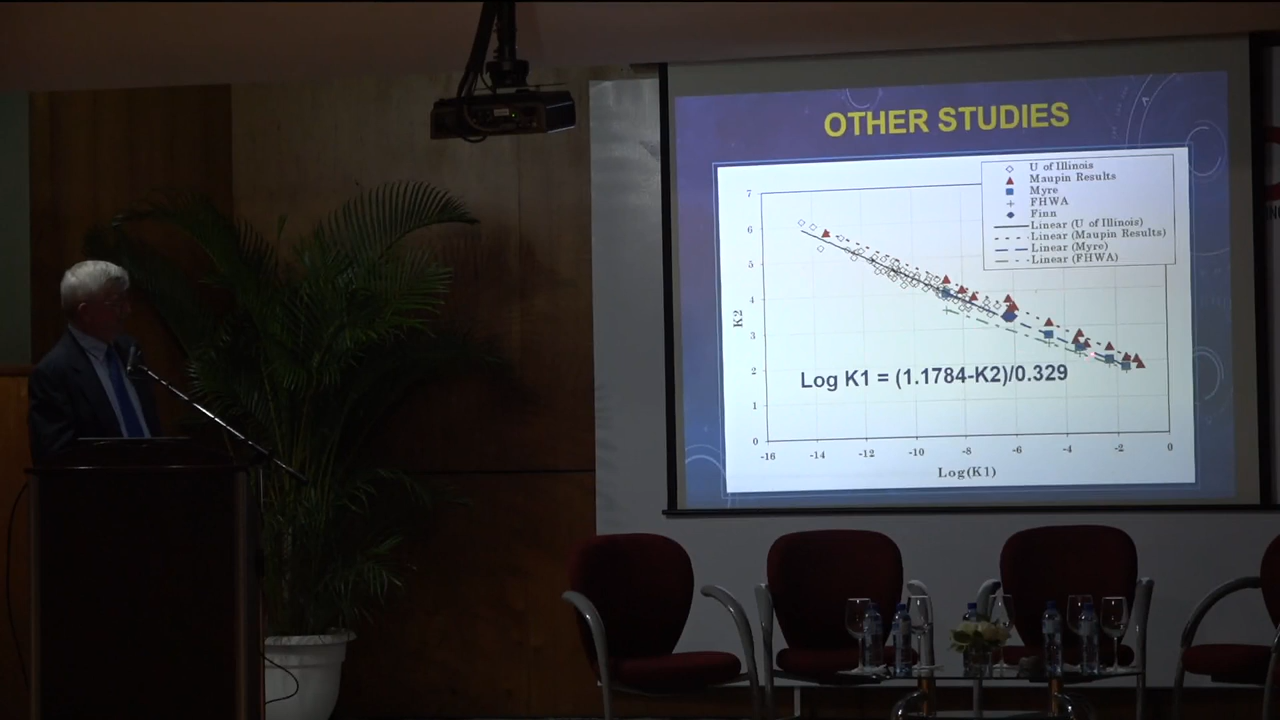 OTHER STUDIES
U of Illinois
Maupin Results
Myre
FHWA
Finn
Linear (U of Illinois)
Linear (Maupin Results)
Linear (Myre)
Linear (FHWA)
7
6
5
4
3
2
1
0
K2
Log K1 = (1.1784-K2)/0.329
-16
-14
-12
-10
-8
-6
-4
-2
0
Log(K1)